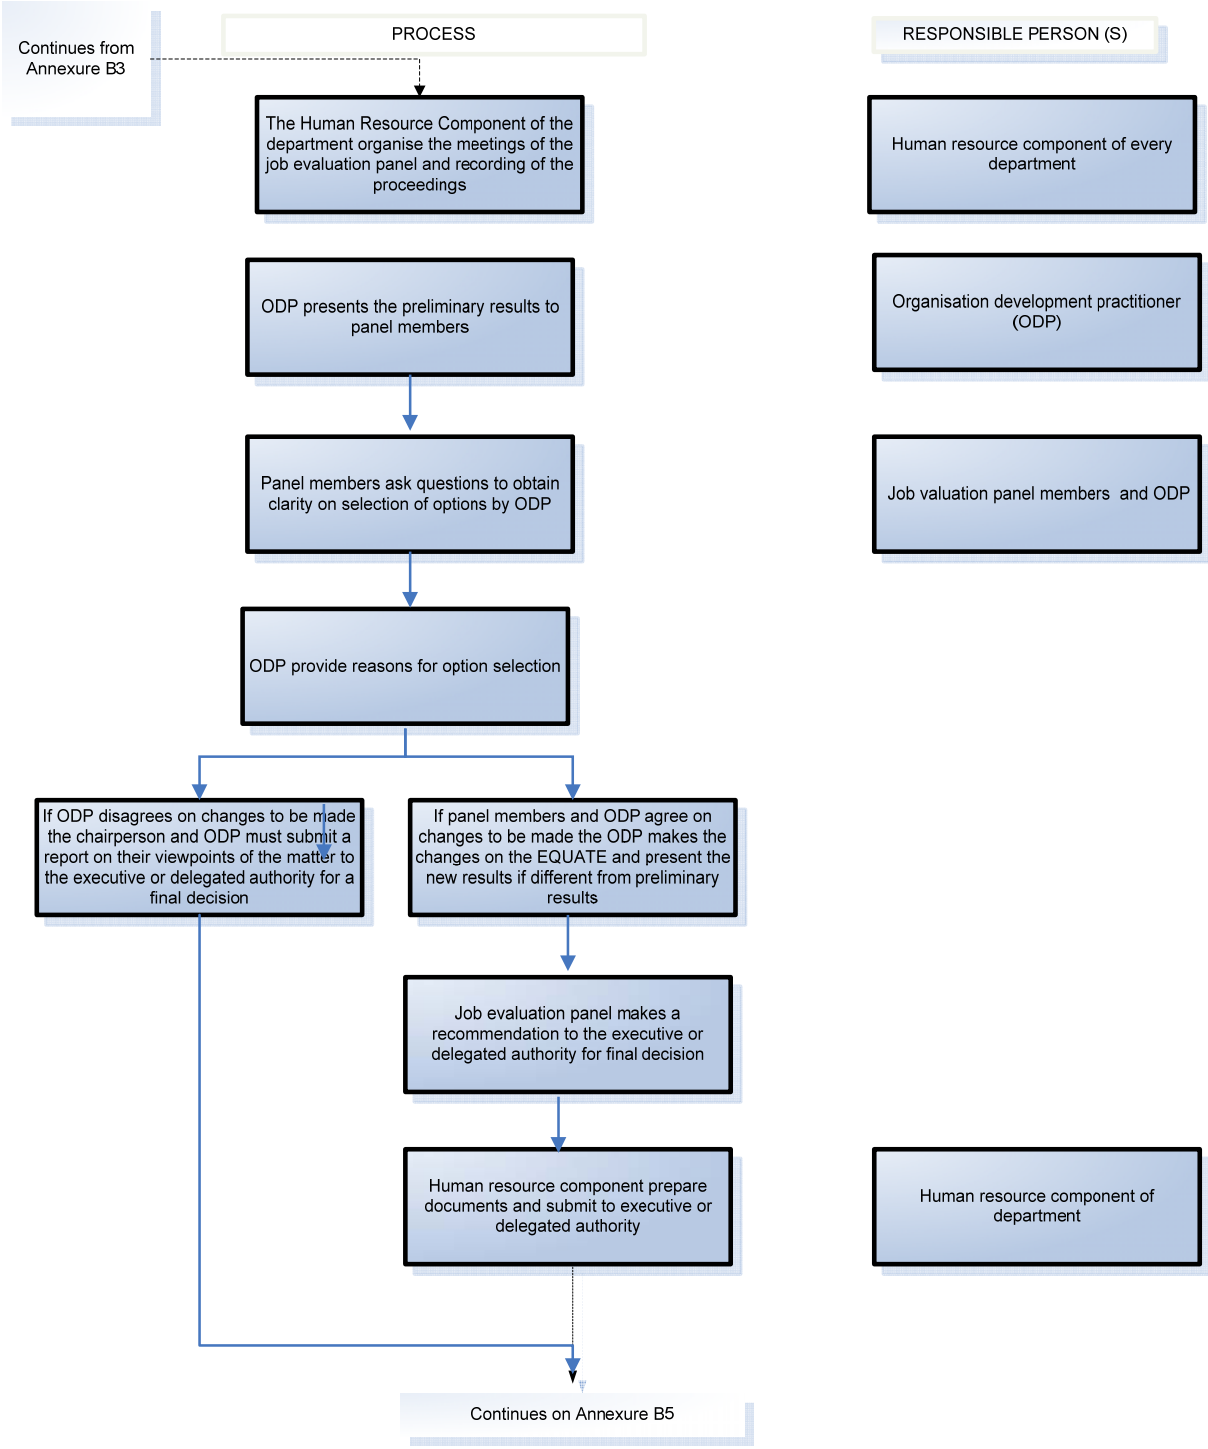 Continues from
Annexure B3
PROCESS
RESPONSIBLE PERSON (S)
The Human Resource Component of the
department organise the meetings of the
job evaluation panel and recording of the
proceedings
Human resource component of every
department
ODP presents the preliminary results to
panel members
Organisation development practitioner
(ODP)
Panel members ask questions to obtain
clarity on selection of options by ODP
Job valuation panel members  and ODP
ODP provide reasons for option selection
If ODP disagrees on changes to be made
the chairperson and ODP must submit a
report on their viewpoints of the matter to
the executive or delegated authority for a
final decision
If panel members and ODP agree on
changes to be made the ODP makes the
changes on the EQUATE and present the
new results if different from preliminary
results
Job evaluation panel makes a
recommendation to the executive or
delegated authority for final decision
Human resource component prepare
documents and submit to executive or
delegated authority
Human resource component of
department
Continues on Annexure B5